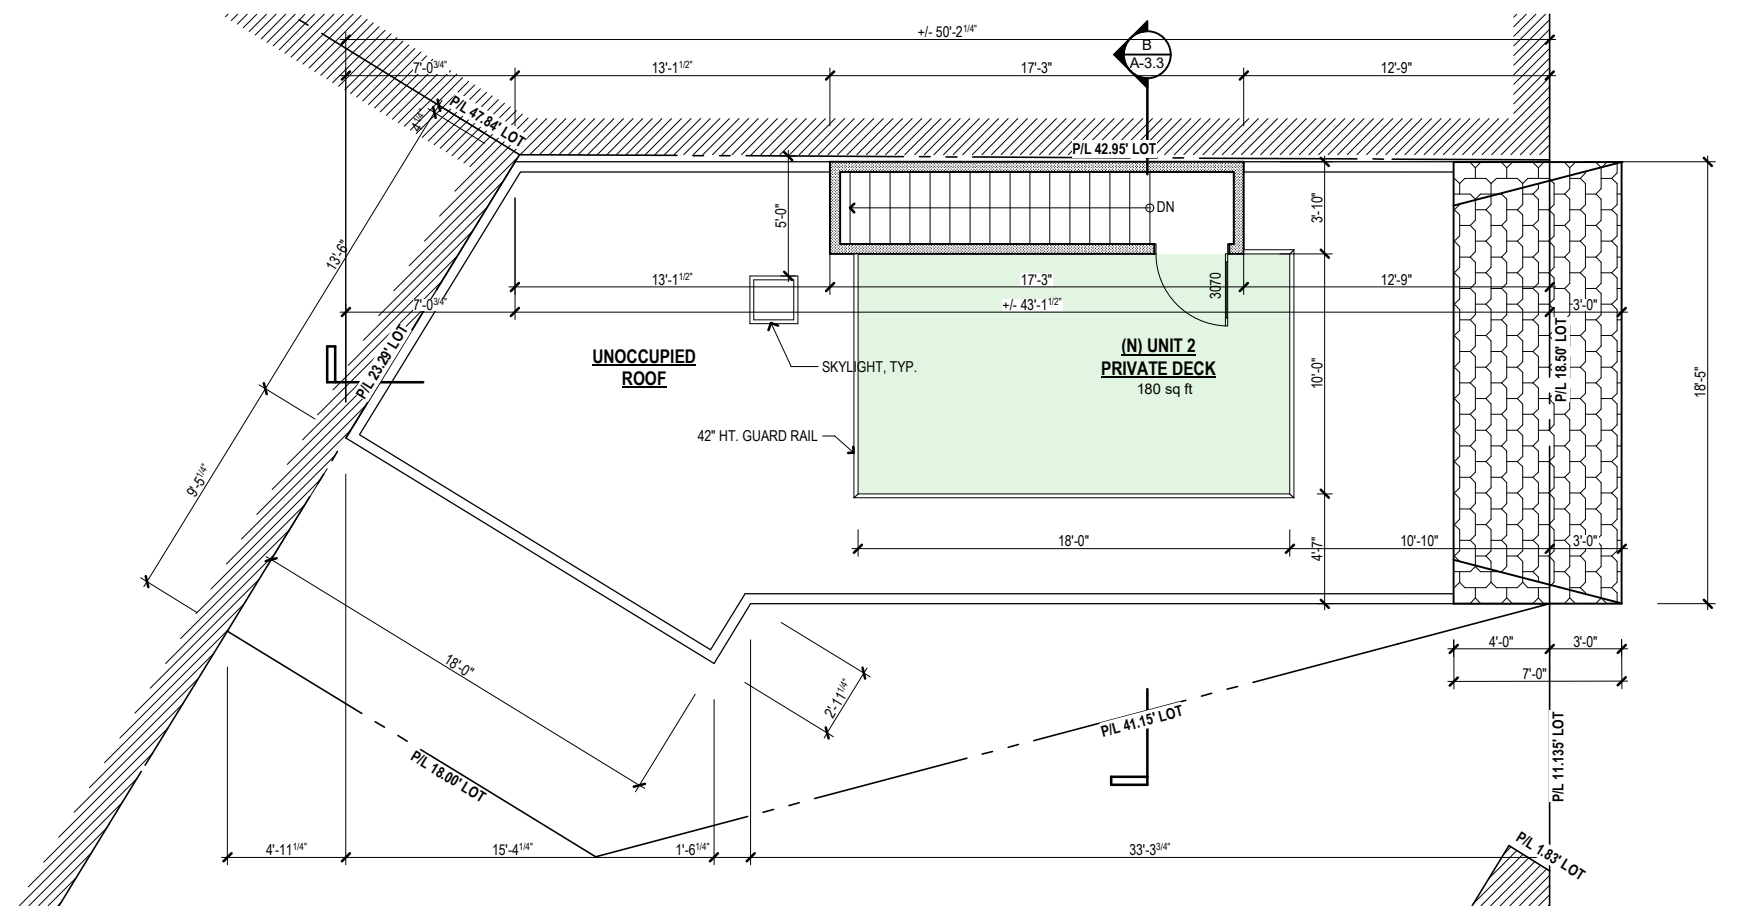 +/- 50'-2 1/4"
B
A-3.3
7'-0 3/4"
13'-1 1/2"
17'-3"
12'-9"
P/L 47.84' LOT
4 1/4"
P/L 42.95' LOT
5'-0"
DN
3'-10"
13'-6"
13'-1 1/2"
17'-3"
3070
12'-9"
7'-0 3/4"
+/- 43'-1 1/2"
3'-0"
P/L 23.29' LOT
UNOCCUPIED
ROOF
SKYLIGHT, TYP.
(N) UNIT 2
PRIVATE DECK
180 sq ft
10'-0"
P/L 18.50' LOT
18'-5"
42" HT. GUARD RAIL
9'-5 1/4"
18'-0"
4'-7"
10'-10"
3'-0"
18'-0"
2'-11 1/4"
4'-0"
3'-0"
7'-0"
P/L 41.15' LOT
P/L 11.135' LOT
P/L 18.00' LOT
4'-11 1/4"
15'-4 1/4"
1'-6 1/4"
33'-3 3/4"
P/L 1.83' LOT